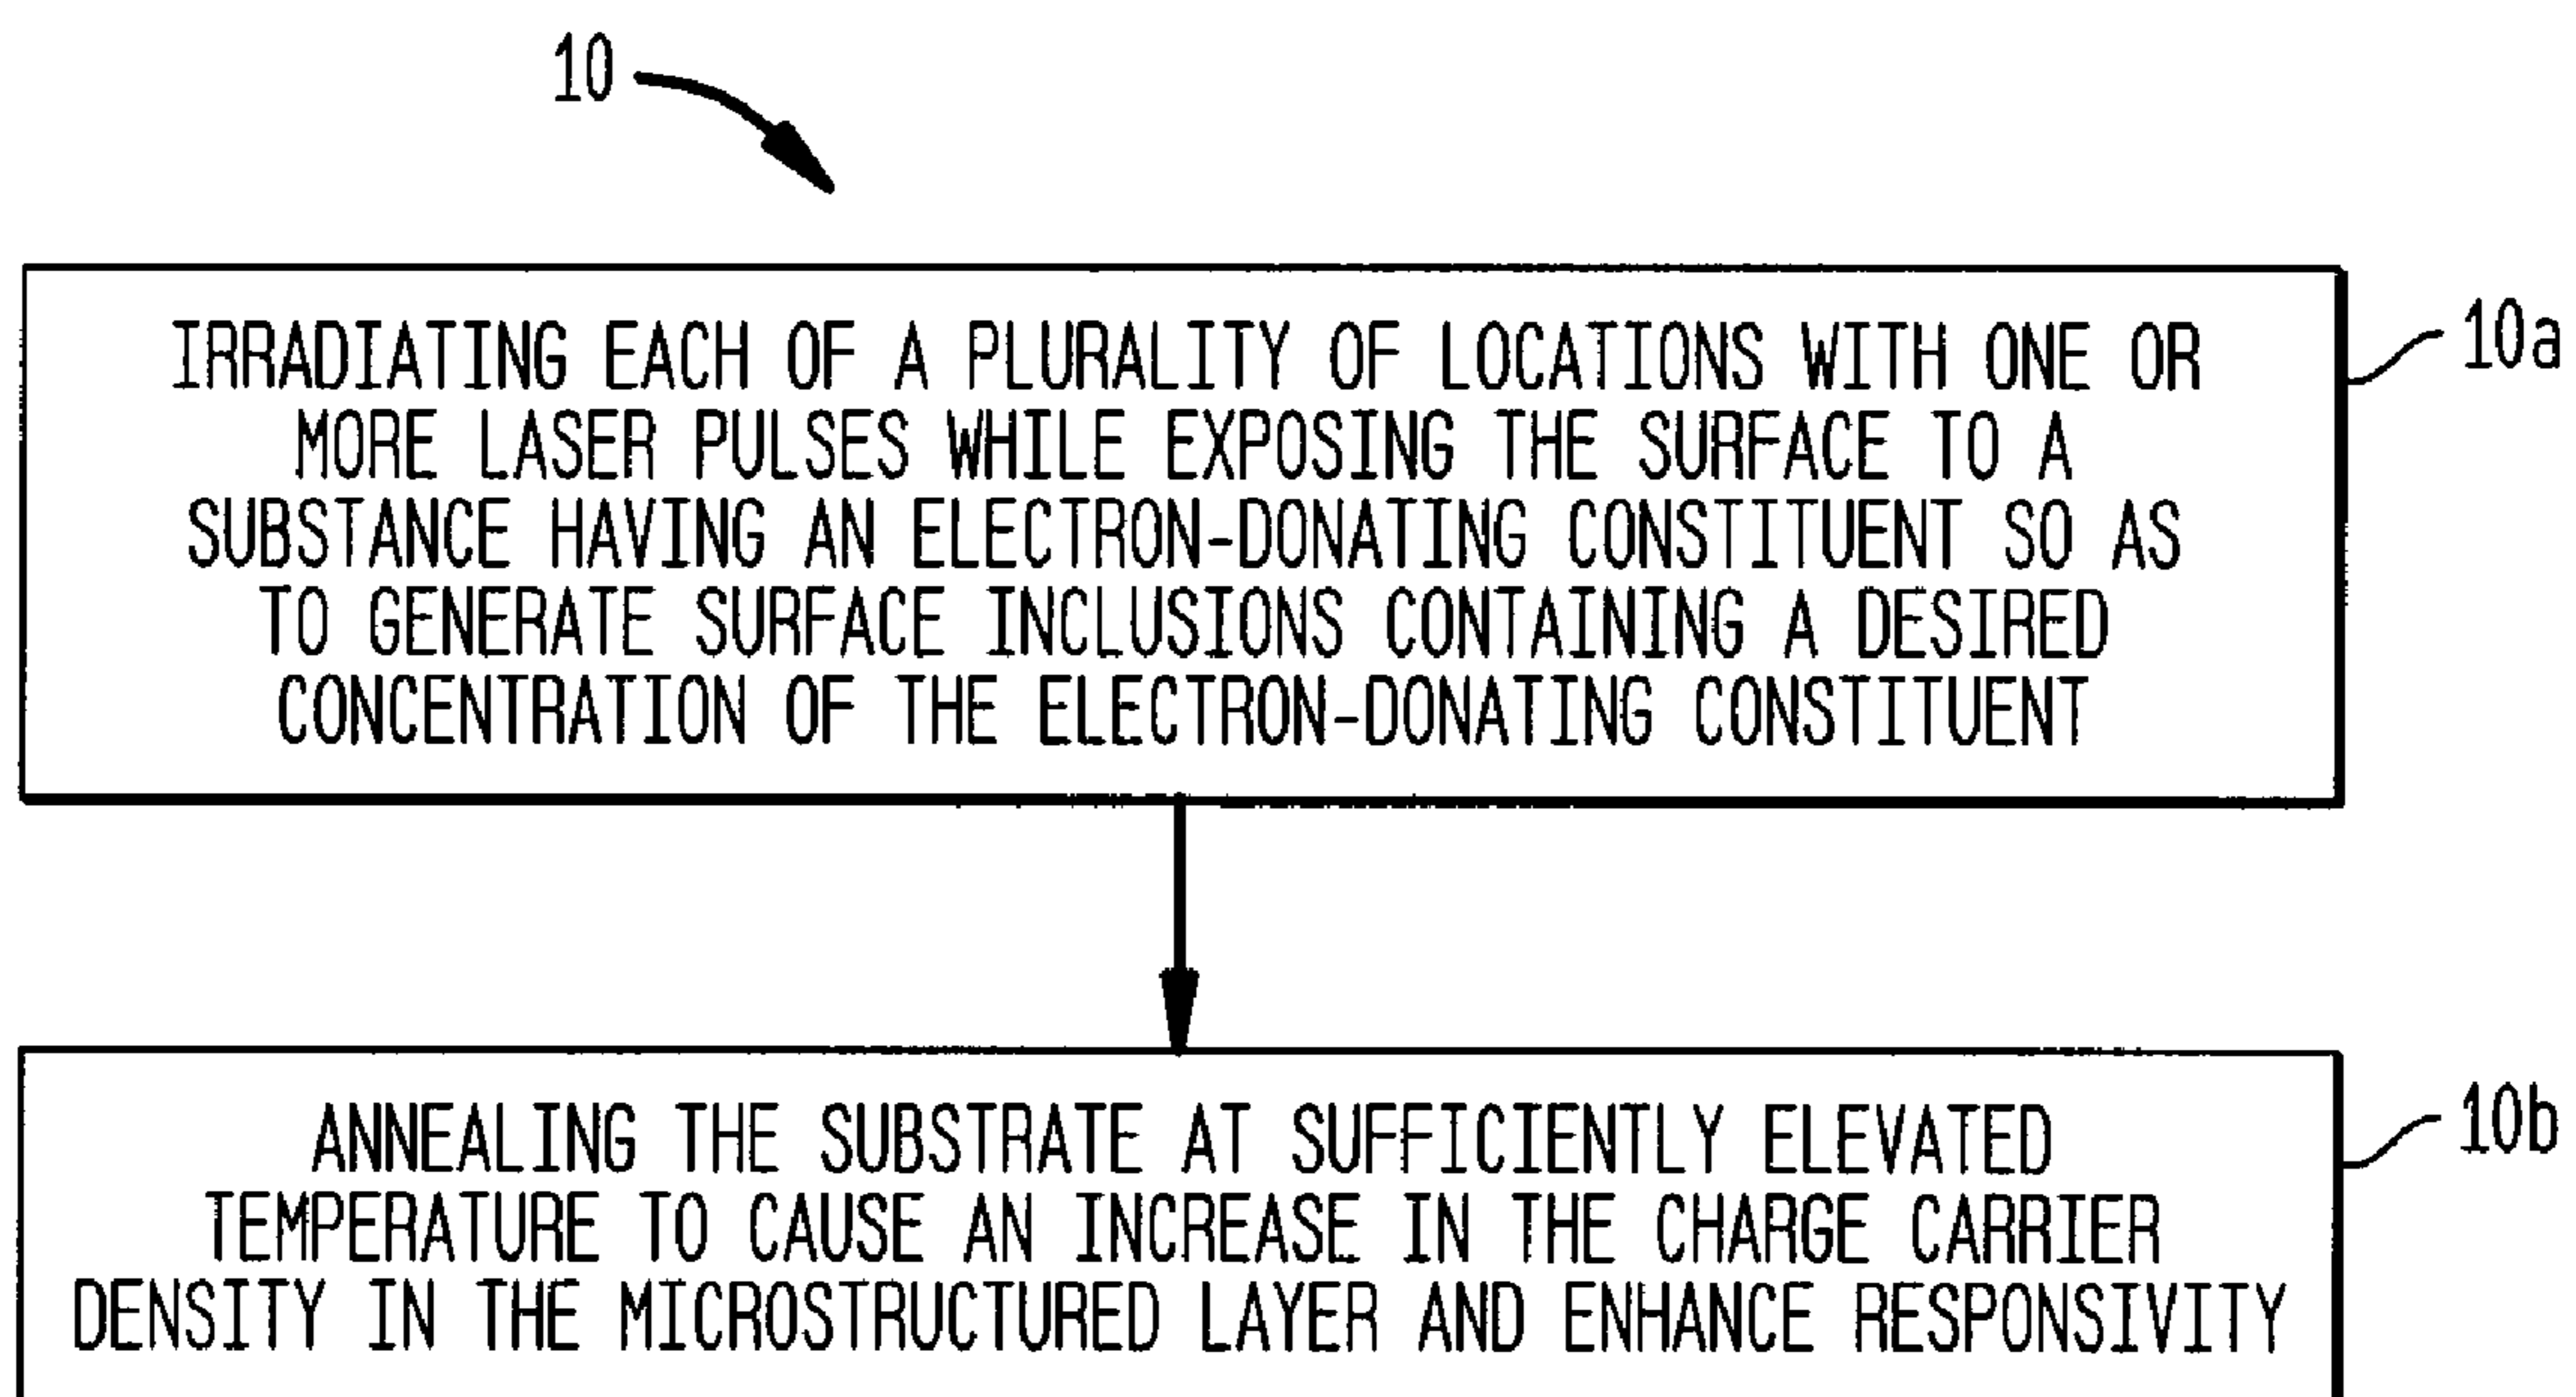 10
IRRADIATING EACH OF A PLURALITY OF LOCATIONS WITH ONE OR
MORE LASER PULSES WHILE EXPOSING THE SURFACE TO A
SUBSTANCE HAVING AN ELECTRON-DONATING CONSTITUENT SO AS
TO GENERATE SURFACE INCLUSIONS CONTAINING A DESIRED
CONCENTRATION OF THE ELECTRON-DONATING CONSTITUENT
10a
ANNEALING THE SUBSTRATE AT SUFFICIENTLY ELEVATED
TEMPERATURE TO CAUSE AN INCREASE IN THE CHARGE CARRIER
DENSITY IN THE MICROSTRUCTURED LAYER AND ENHANCE RESPONSIVITY
10b